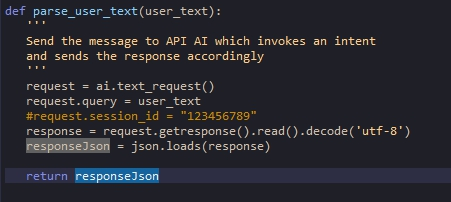 def parse_user_text(user_text):
'''
Send the message to API AI which invokes an intent
and sends the response accordingly
'''
request = ai.text_request()
request.query = user_text
#request.session_id = "123456789"
response = request.getresponse().read().decode('utf-8')
responseJson = json.loads(response)
return responseJson